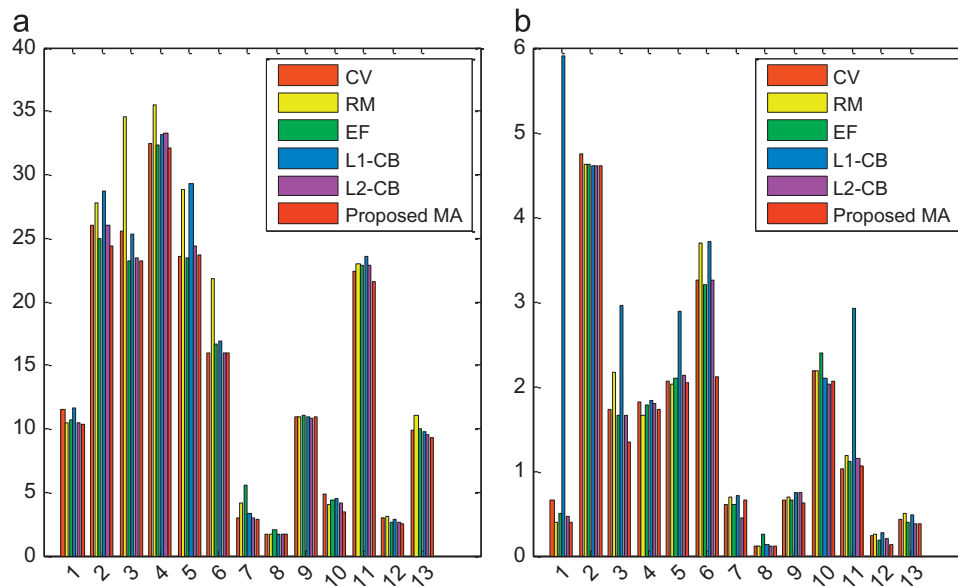 a
40
35
30
25
20
15
10
5
0
CV
RM
EF
L1-CB
L2-CB
Proposed MA
1 2 3 4 5 6 7 8 9 10 11 12 13
b
6
5
4
3
2
1
0
CV
RM
EF
L1-CB
L2-CB
Proposed MA
1 2 3 4 5 6 7 8 9 10 11 12 13